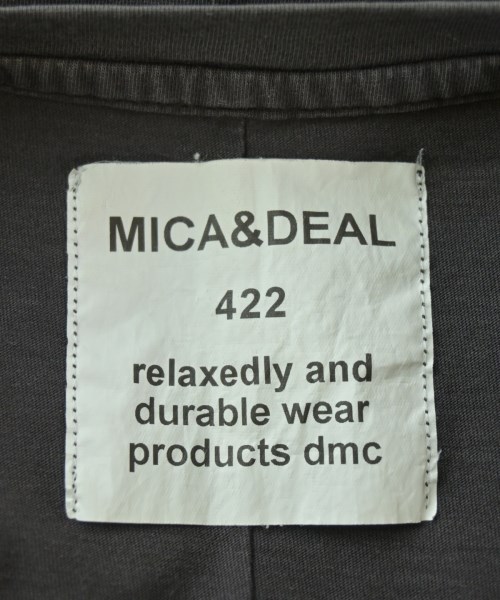 MICA&DEAL
422
relaxedly and
durable wear
products dmc